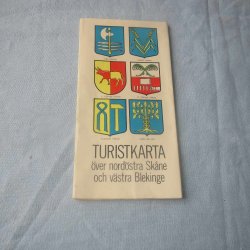 TURISTKARTA
över nordöstra Skåne
och västra Blekinge